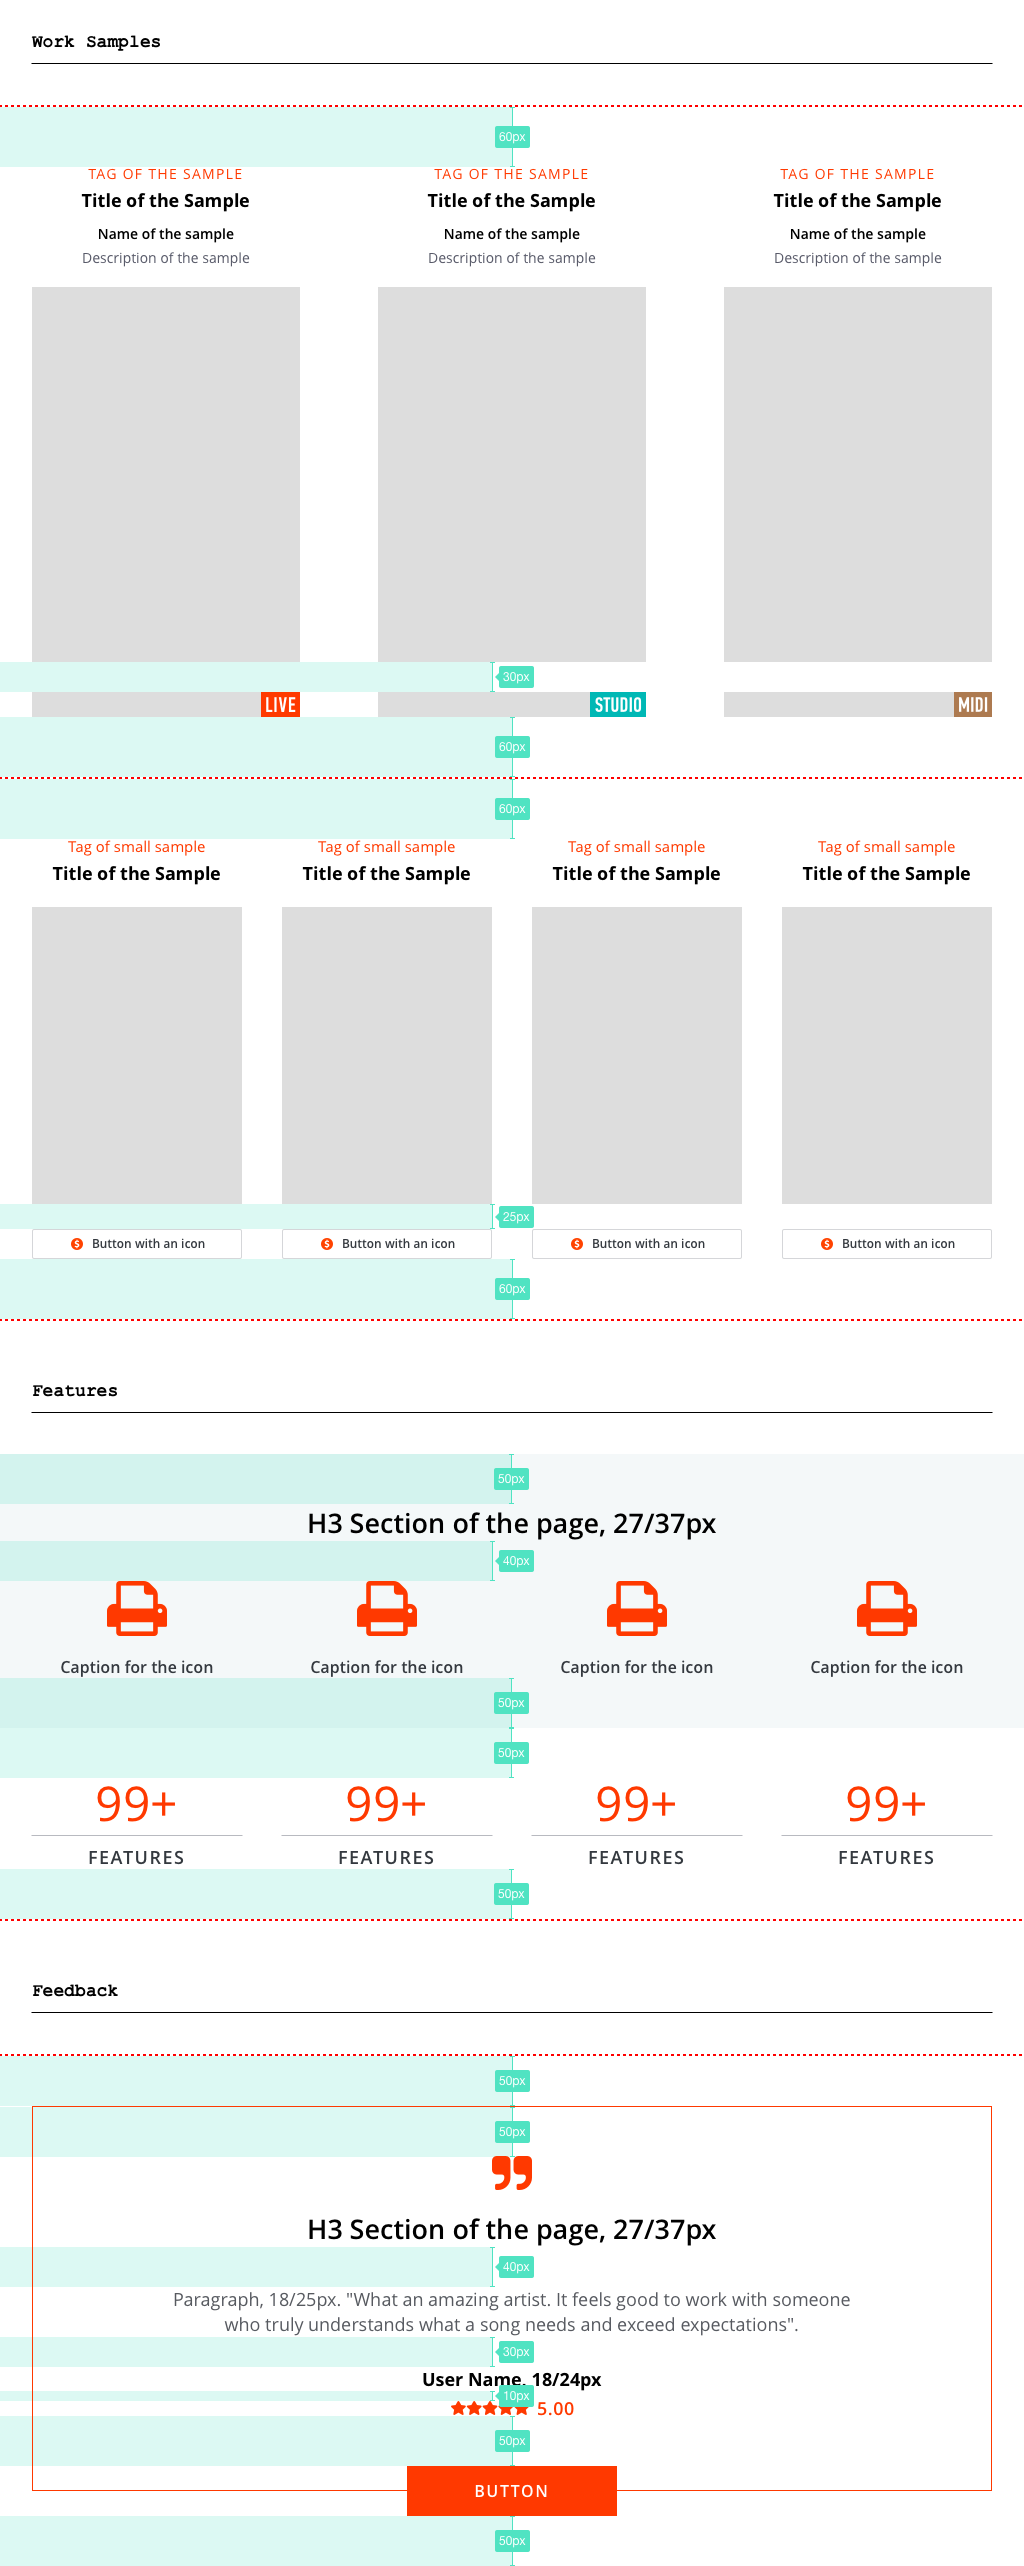 Work Samples
60px
TAG OF THE SAMPLE TAG OF THE SAMPLE TAG OF THE SAMPLE
Title of the Sample Title of the Sample Title of the Sample
Name of the sample Name of the sample Name of the sample
Description of the sample Description of the sample Description of the sample
30px
LIVE STUDIO MIDI
60px
60px
Tag of small sample Tag of small sample Tag of small sample Tag of small sample
Title of the Sample Title of the Sample Title of the Sample Title of the Sample
25px
Button with an icon Button with an icon Button with an icon Button with an icon
60px
Features
50px
H3 Section of the page, 27/37px
40px
Caption for the icon Caption for the icon Caption for the icon Caption for the icon
50px
50px
99+ 99+ 99+ 99+
FEATURES FEATURES FEATURES FEATURES
50px
Feedback
50px
50px
H3 Section of the page, 27/37px
40px
Paragraph, 18/25px. "What an amazing artist. It feels good to work with someone
who truly understands what a song needs and exceed expectations".
30px
User Name, 18/24px
10px
5.00
50px
BUTTON
50px